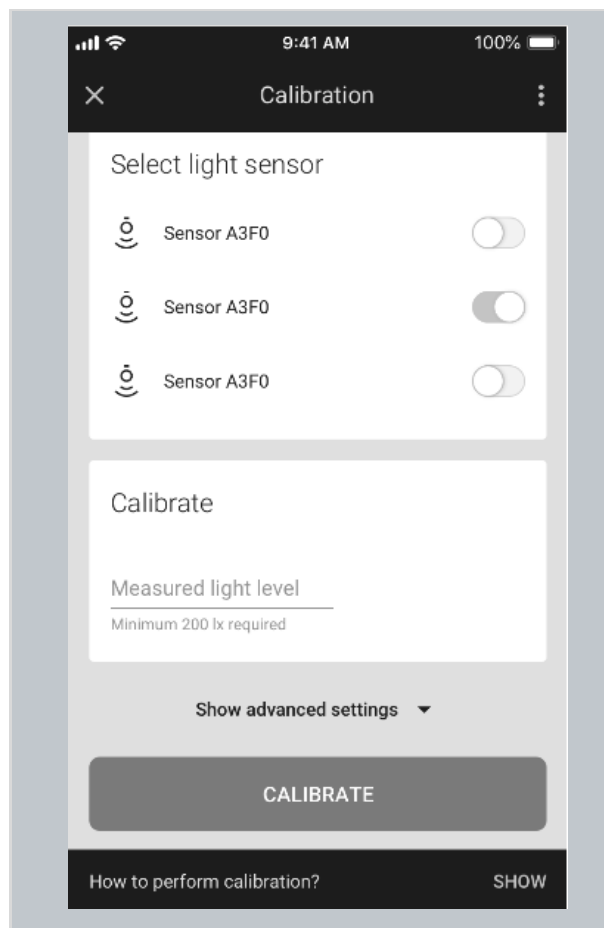 9:41 AM 100%
Calibration
Select light sensor
Sensor A3F0
Sensor A3F0
Sensor A3F0
Calibrate
Measured light level
Minimum 200 lx required
Show advanced settings
CALIBRATE
How to perform calibration? SHOW